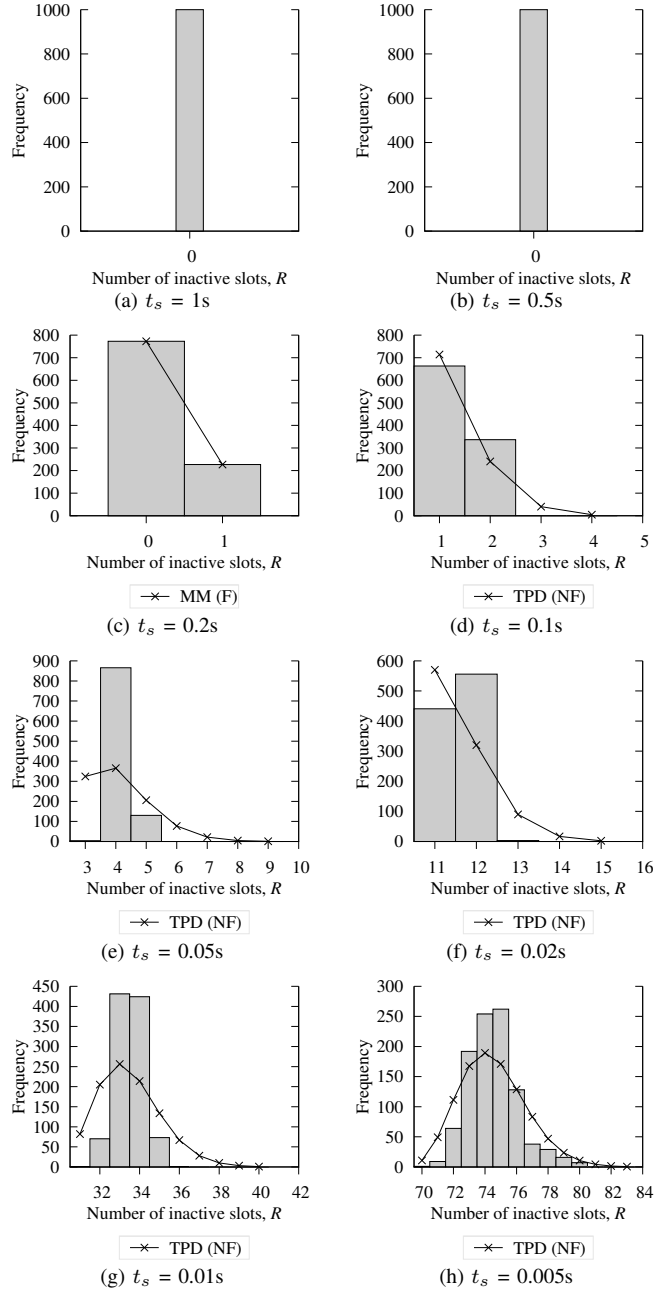 1000
800
600
400
200
0
Frequency
0
Number of inactive slots, R
(a) ts = 1s
1000
800
600
400
200
0
Frequency
0
Number of inactive slots, R
(b) ts = 0.5s
800
700
600
500
400
300
200
100
0
Frequency
0 1
Number of inactive slots, R
MM (F)
(c) ts = 0.2s
800
700
600
500
400
300
200
100
0
Frequency
1 2 3 4 5
Number of inactive slots, R
TPD (NF)
(d) ts = 0.1s
900
800
700
600
500
400
300
200
100
0
Frequency
3 4 5 6 7 8 9 10
Number of inactive slots, R
TPD (NF)
(e) ts = 0.05s
600
500
400
300
200
100
0
Frequency
11 12 13 14 15 16
Number of inactive slots, R
TPD (NF)
(f) ts = 0.02s
450
400
350
300
250
200
150
100
50
0
Frequency
32 34 36 38 40 42
Number of inactive slots, R
TPD (NF)
(g) ts = 0.01s
300
250
200
150
100
50
0
Frequency
70 72 74 76 78 80 82 84
Number of inactive slots, R
TPD (NF)
(h) ts = 0.005s